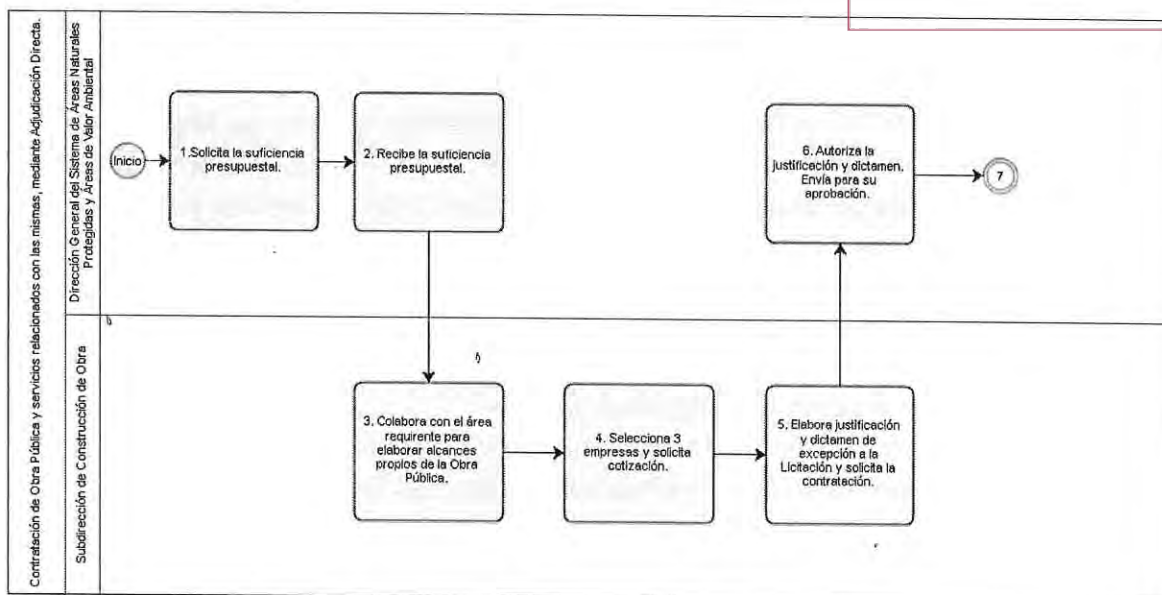 Contratación de Obra Pública y servicios relacionados con las mismas, mediante Adjudicación Directa.
Dirección General del Sistema de Áreas Naturales
Protegidas y Áreas de Valor Ambiental
Inicio
1.Solicita la suficiencia
presupuestal.
2. Recibe la suficiencia
presupuestal.
6. Autoriza la
justificación y dictamen.
Envía para su
aprobación.
7
Subdirección de Construcción de Obra
3. Colabora con el área
requirente para
elaborar alcances
propios de la Obra
Pública.
4. Selecciona 3
empresas y solicita
cotización.
5. Elabora justificación
y dictamen de
excepción a la
Licitación y solicita la
contratación.